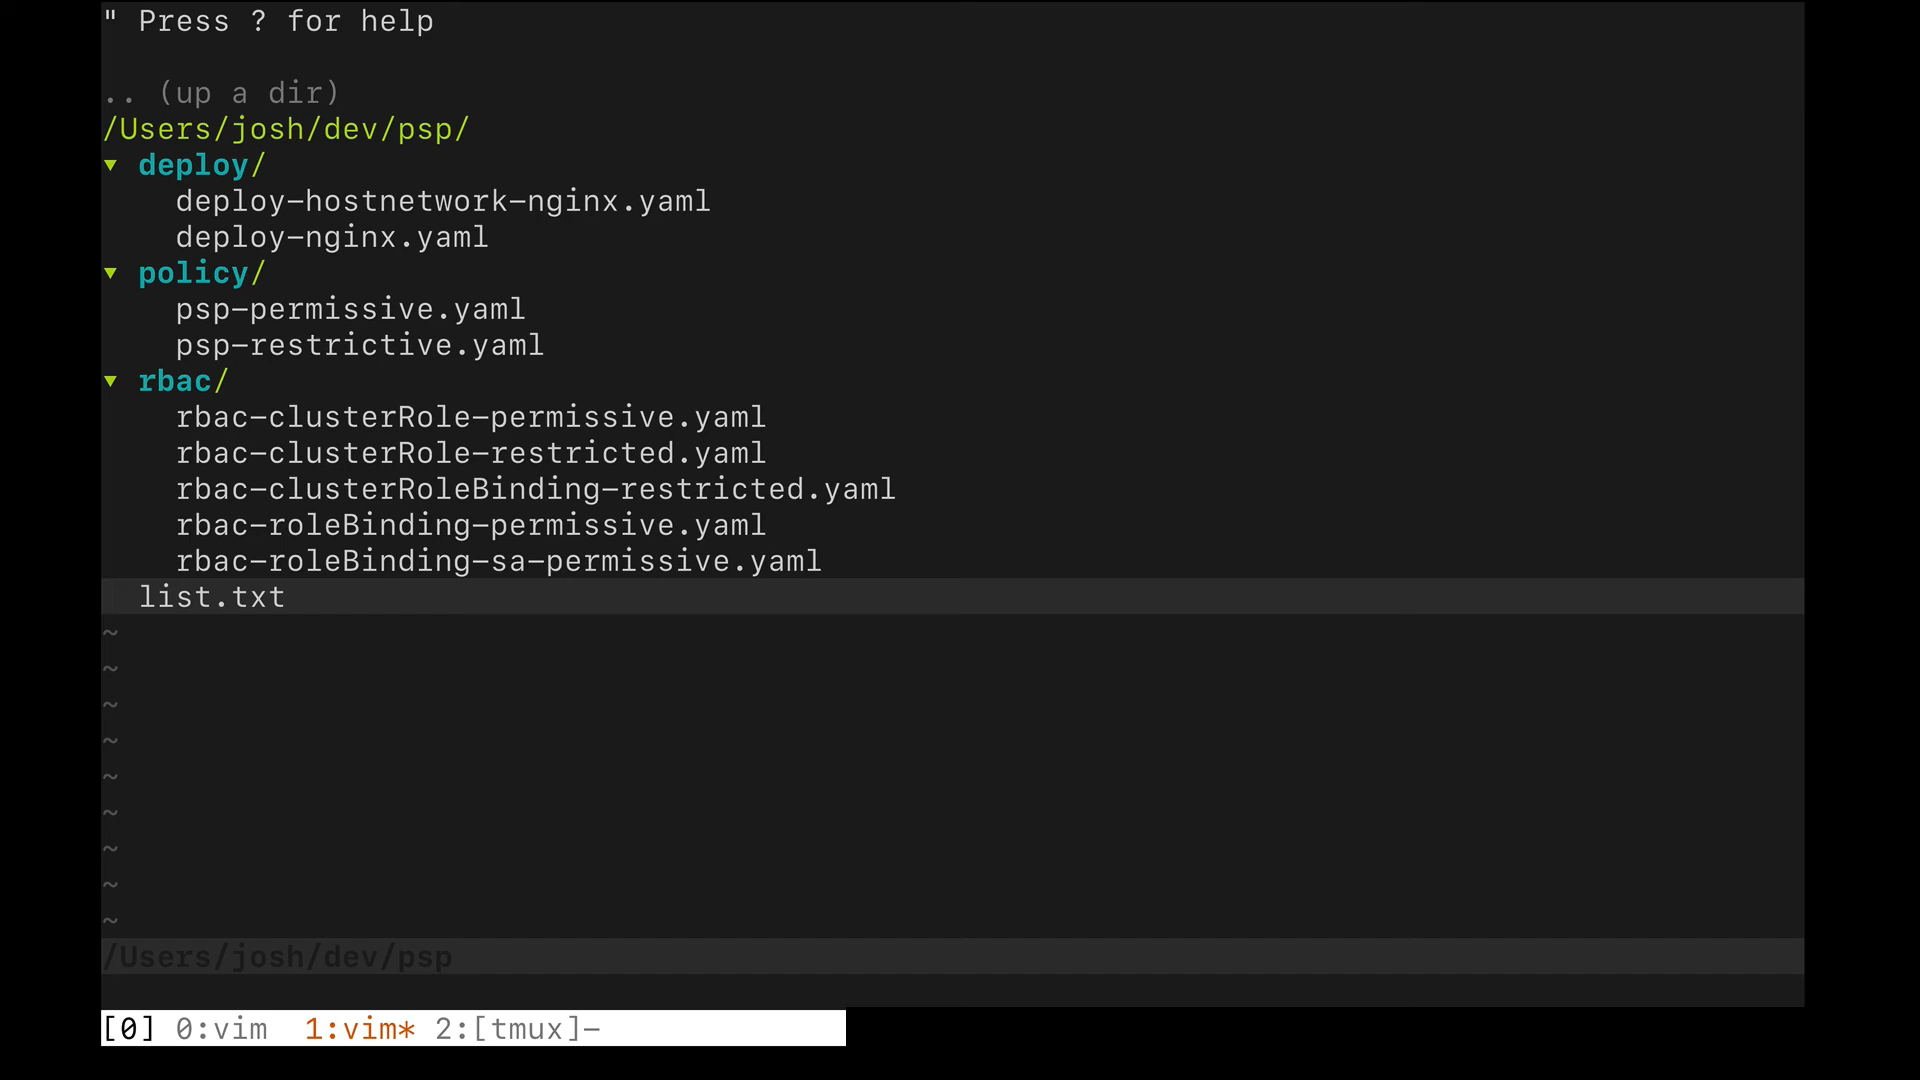 " Press ? for help
.. (up a dir)
/Users/josh/dev/psp/
▾ deploy/
deploy-hostnetwork-nginx.yaml
deploy-nginx.yaml
▾ policy/
psp-permissive.yaml
psp-restrictive.yaml
▾ rbac/
rbac-clusterRole-permissive.yaml
rbac-clusterRole-restricted.yaml
rbac-clusterRoleBinding-restricted.yaml
rbac-roleBinding-permissive.yaml
rbac-roleBinding-sa-permissive.yaml
list.txt
~
~
~
~
~
~
~
~
~
/Users/josh/dev/psp
[0] 0:vim  1:vim* 2:[tmux]-